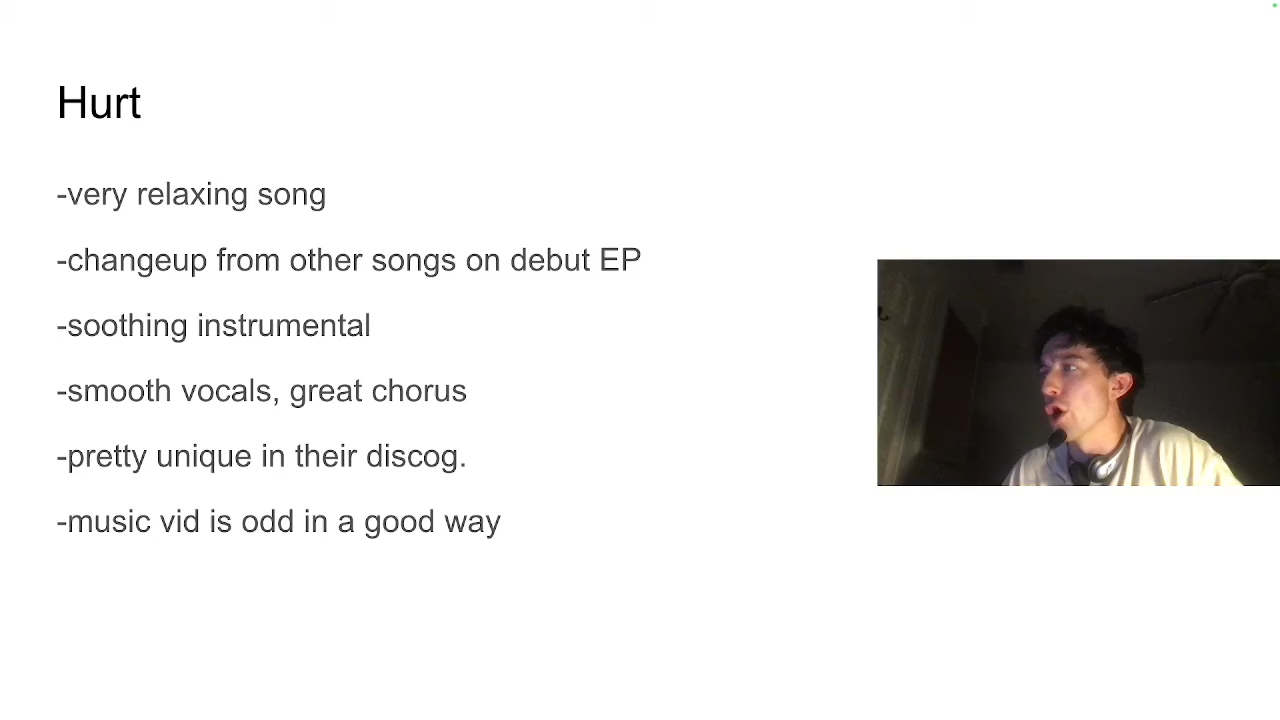 Hurt
-very relaxing song
-changeup from other songs on debut EP
-soothing instrumental
-smooth vocals, great chorus
-pretty unique in their discog.
-music vid is odd in a good way